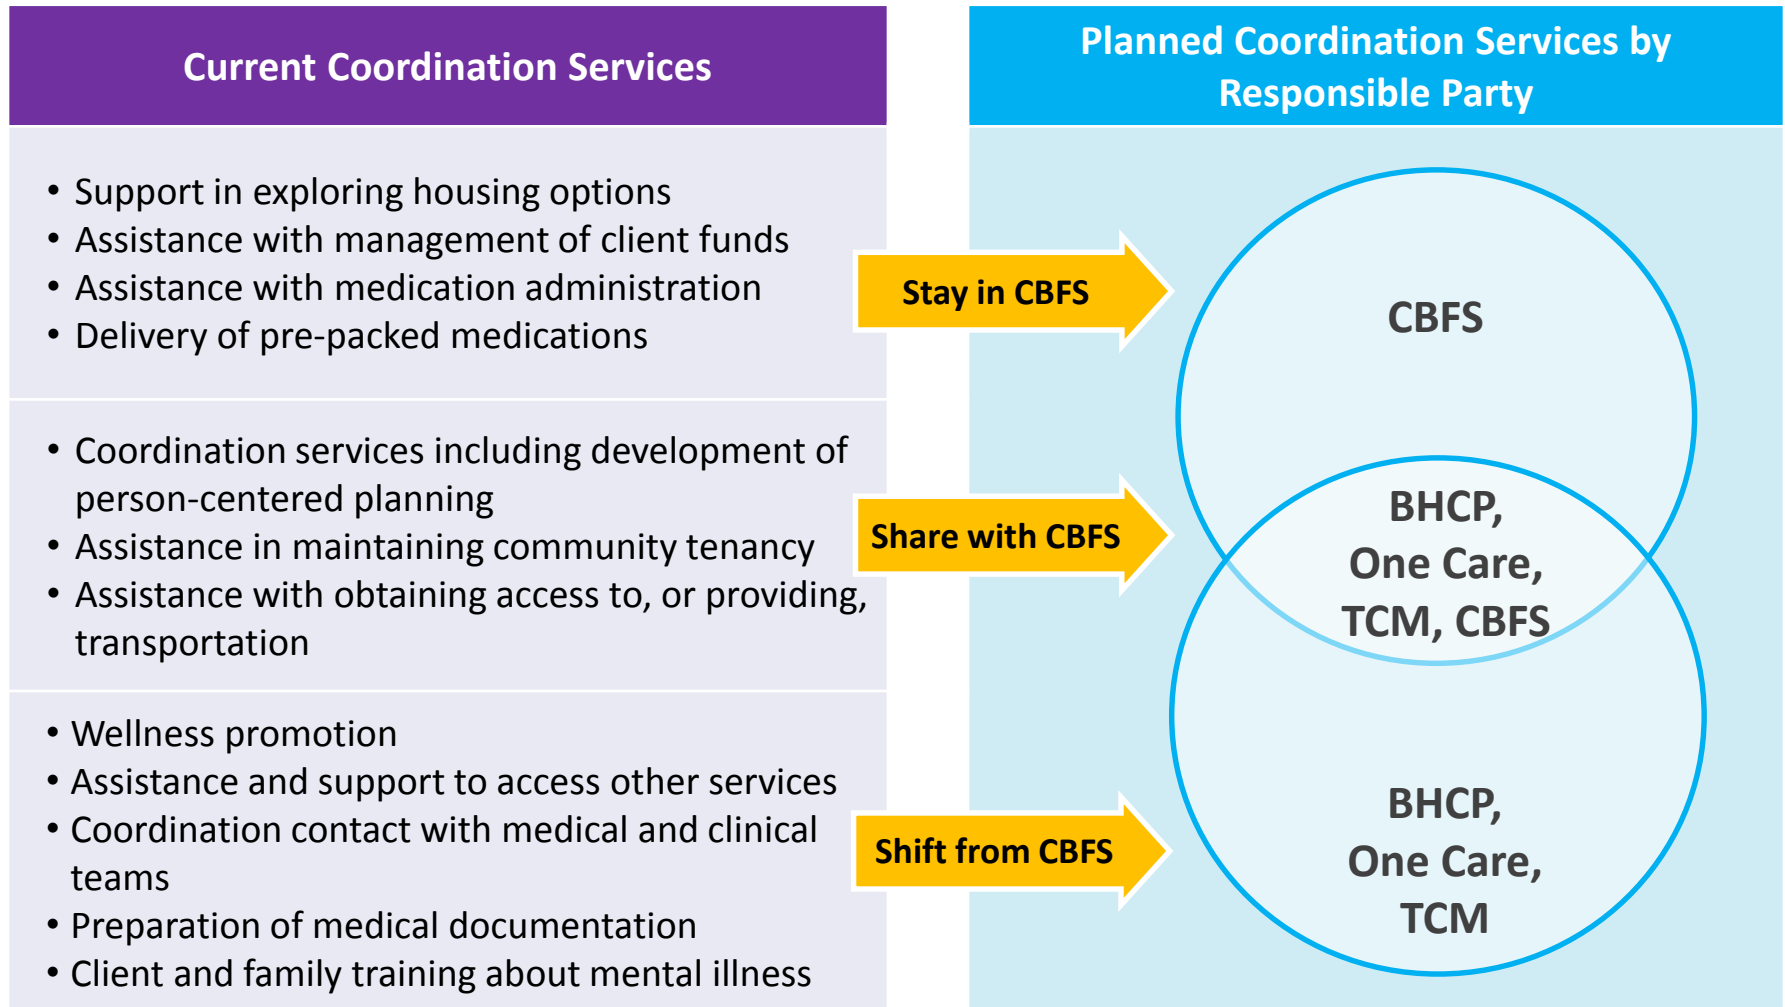 Current Coordination Services
• Support in exploring housing options
• Assistance with management of client funds
• Assistance with medication administration
• Delivery of pre-packed medications
• Coordination services including development of
person-centered planning
• Assistance in maintaining community tenancy
• Assistance with obtaining access to, or providing,
transportation
• Wellness promotion
• Assistance and support to access other services
• Coordination contact with medical and clinical
teams
• Preparation of medical documentation
• Client and family training about mental illness
Stay in CBFS
Share with CBFS
Shift from CBFS
Planned Coordination Services by
Responsible Party
CBFS
BHCP,
One Care,
TCM, CBFS
BHCP,
One Care,
TCM